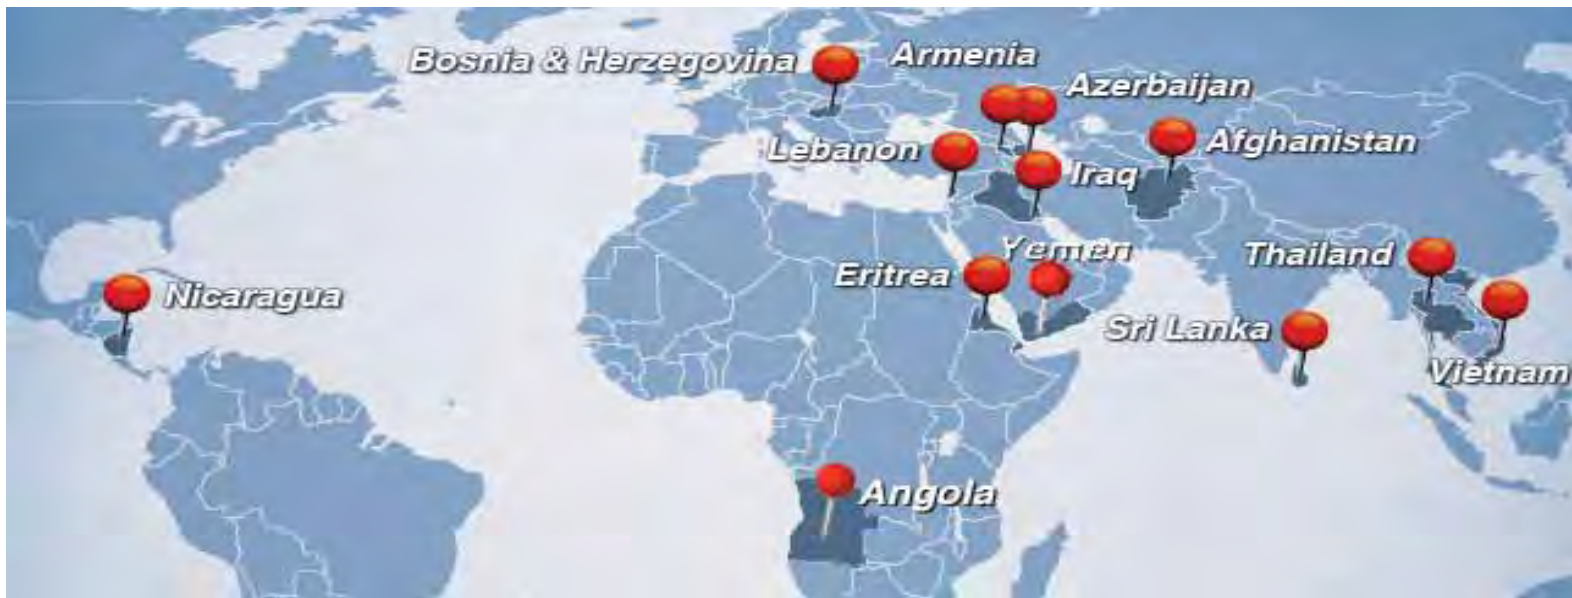 Bosnia & Herzegovina
Armenia
Azerbaijan
Lebanon
Afghanistan
Iraq
Yemen
Thailand
Eritrea
Nicaragua
Sri Lanka
Vietnam
Angola